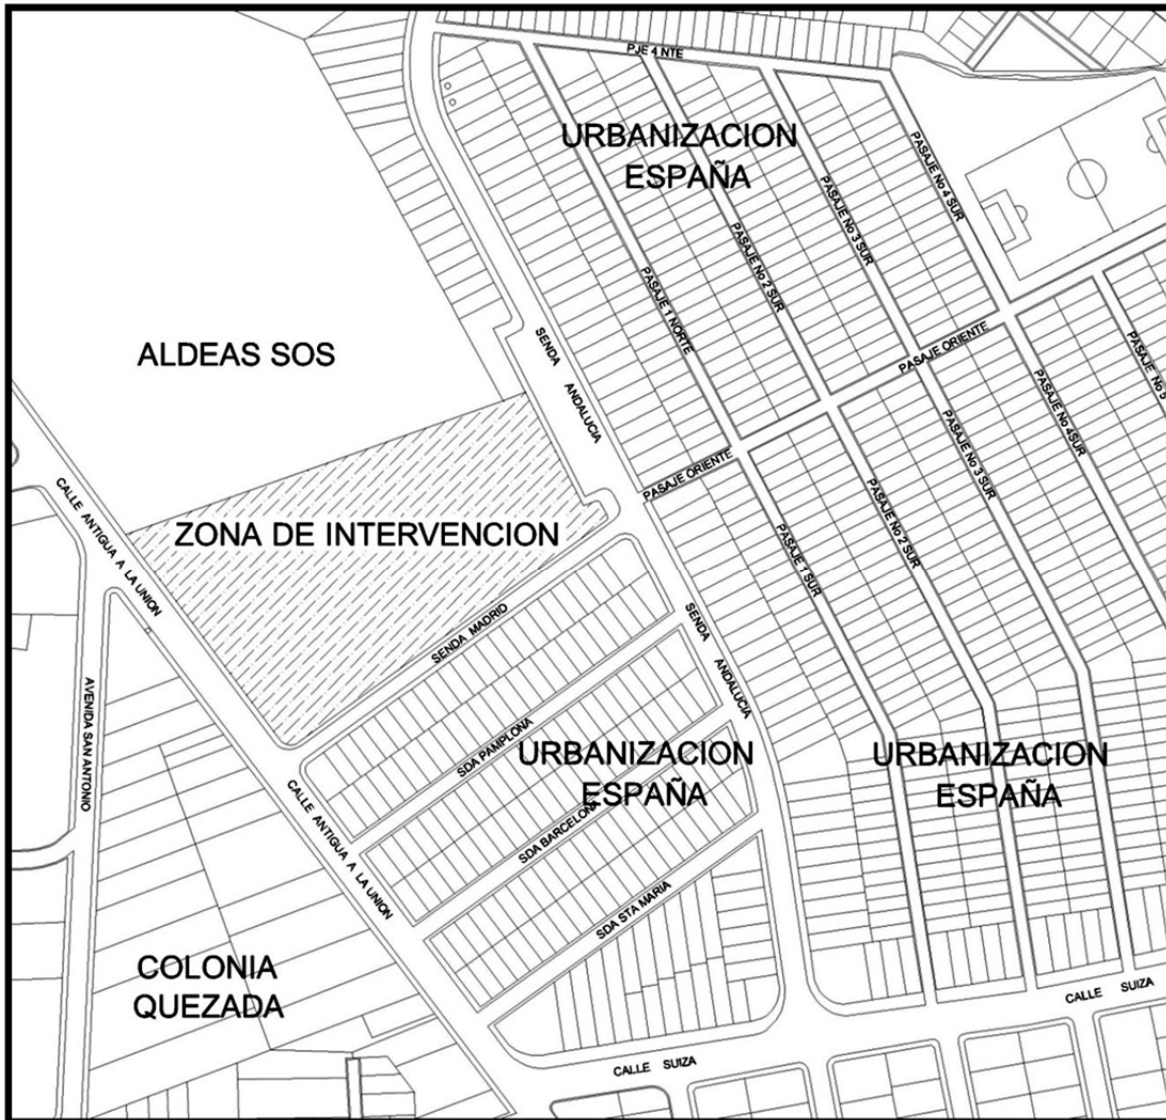 PJE 4 NTE
URBANIZACION
ESPAÑA
PASAJE No 4 SUR
PASAJE No 3 SUR
PASAJE No 2 SUR
PASAJE 1 NORTE
SENDA ANDALUCIA
PASAJE ORIENTE
PASAJE No 5
ALDEAS SOS
PASAJE No 4SUR
PASAJE No 3 SUR
PASAJE ORIENTE
PASAJE No 2 SUR
CALLE ANTIGUA A LA UNION
ZONA DE INTERVENCION
PASAJE 1 SUR
SENDA MADRID
SENDA ANDALUCIA
AVENIDA SAN ANTONIO
SDA PAMPLONA
URBANIZACION
ESPAÑA
URBANIZACION
ESPAÑA
CALLE ANTIGUA A LA UNION
SDA BARCELONA
SDA STA MARIA
COLONIA
QUEZADA
CALLE SUIZA
CALLE SUIZA